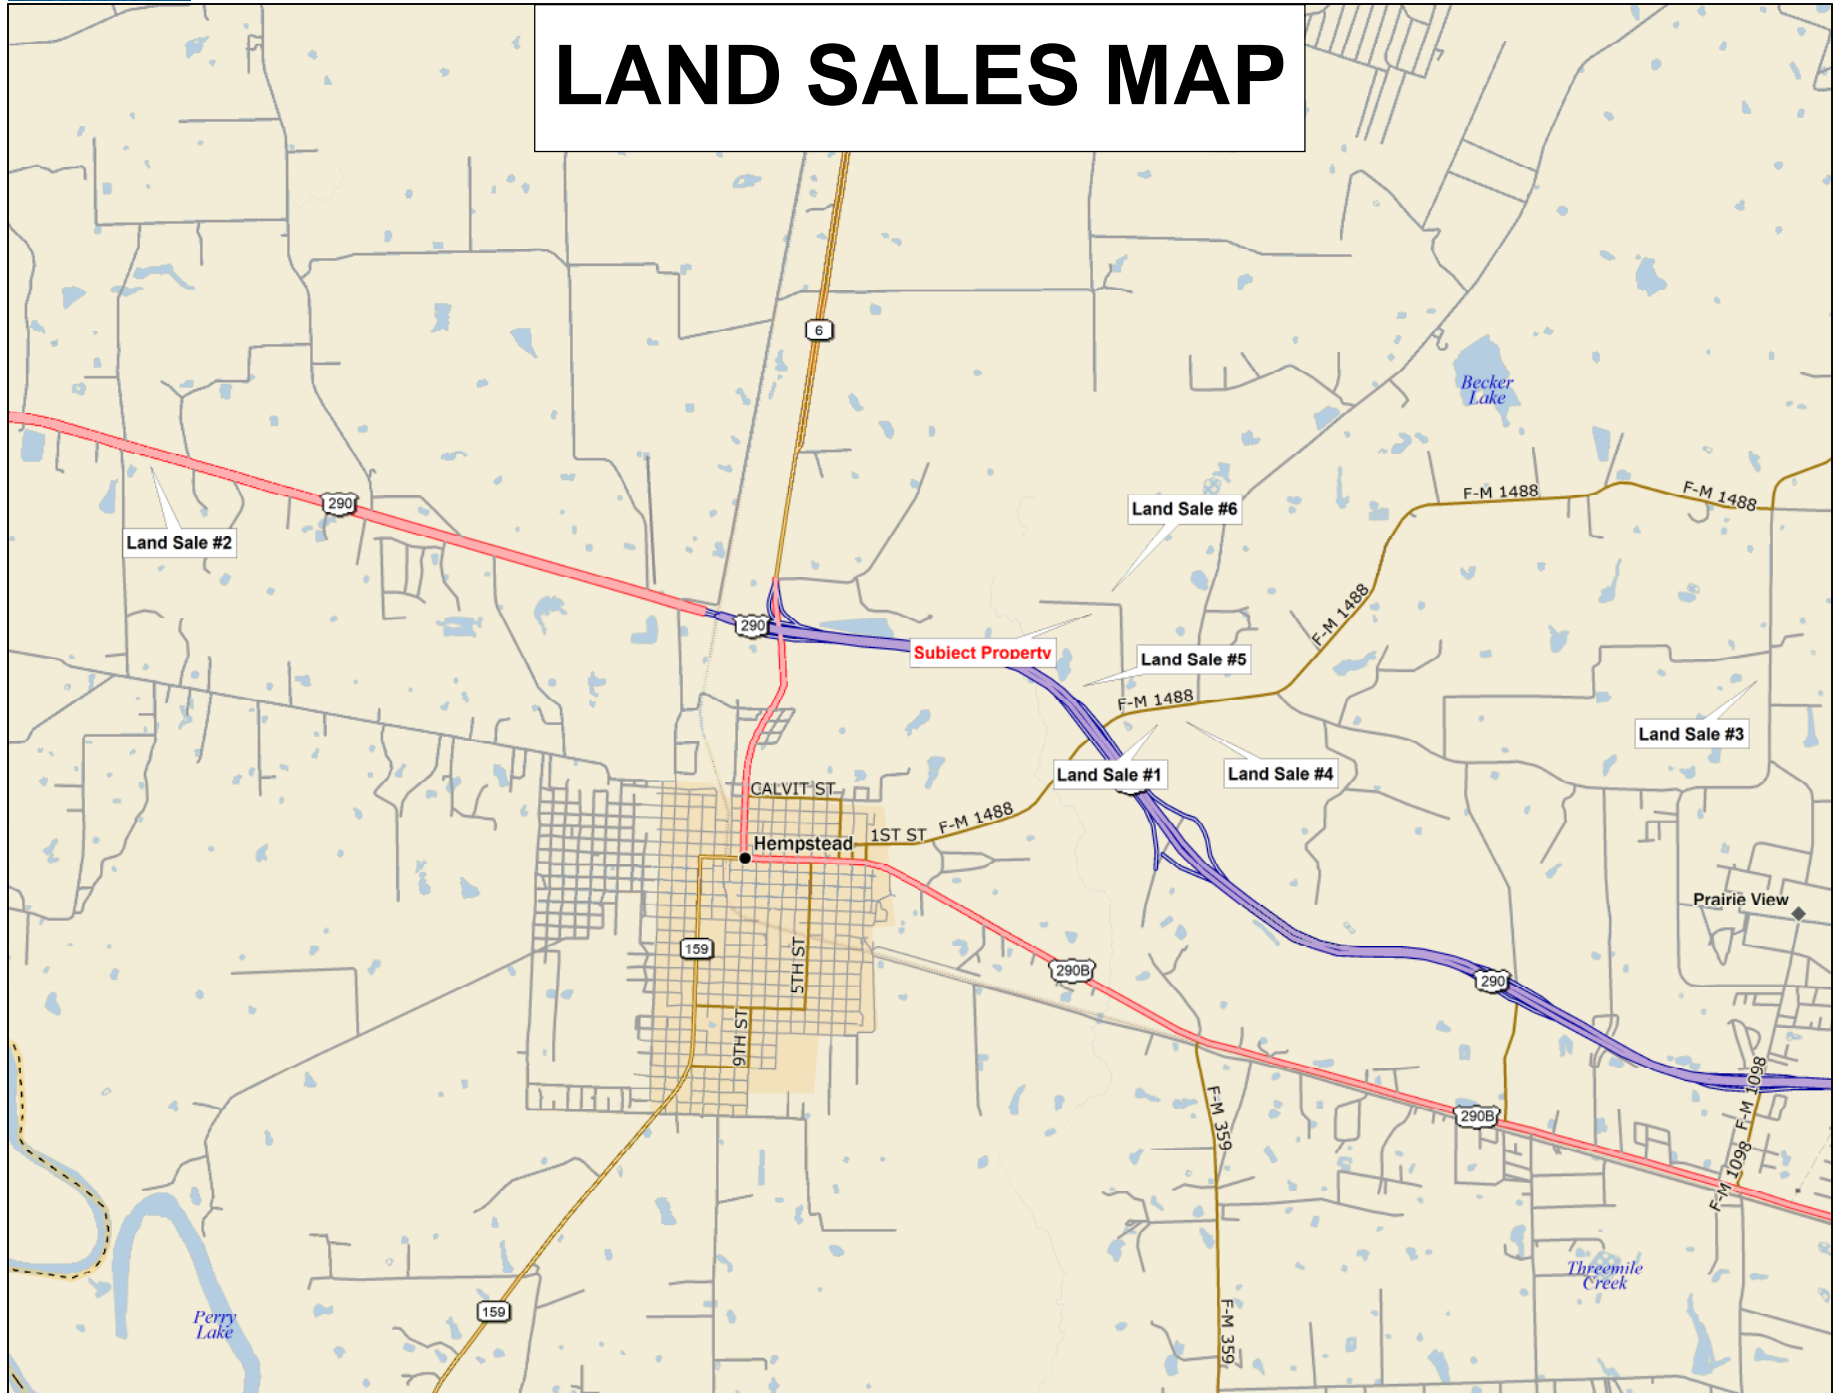 LAND SALES MAP
6
Becker
Lake
F-M 1488
F-M 1488
290
Land Sale #6
Land Sale #2
F-M 1488
290
Subject Property
Land Sale #5
F-M 1488
Land Sale #3
Land Sale #1
Land Sale #4
CALVIT ST
F-M 1488
1ST ST
Hempstead
Prairie View
159
5TH ST
290B
290
9TH ST
F-M 1098
F-M 359
290B
F-M 1098
Threemile
Creek
Perry
Lake
159
F-M 359